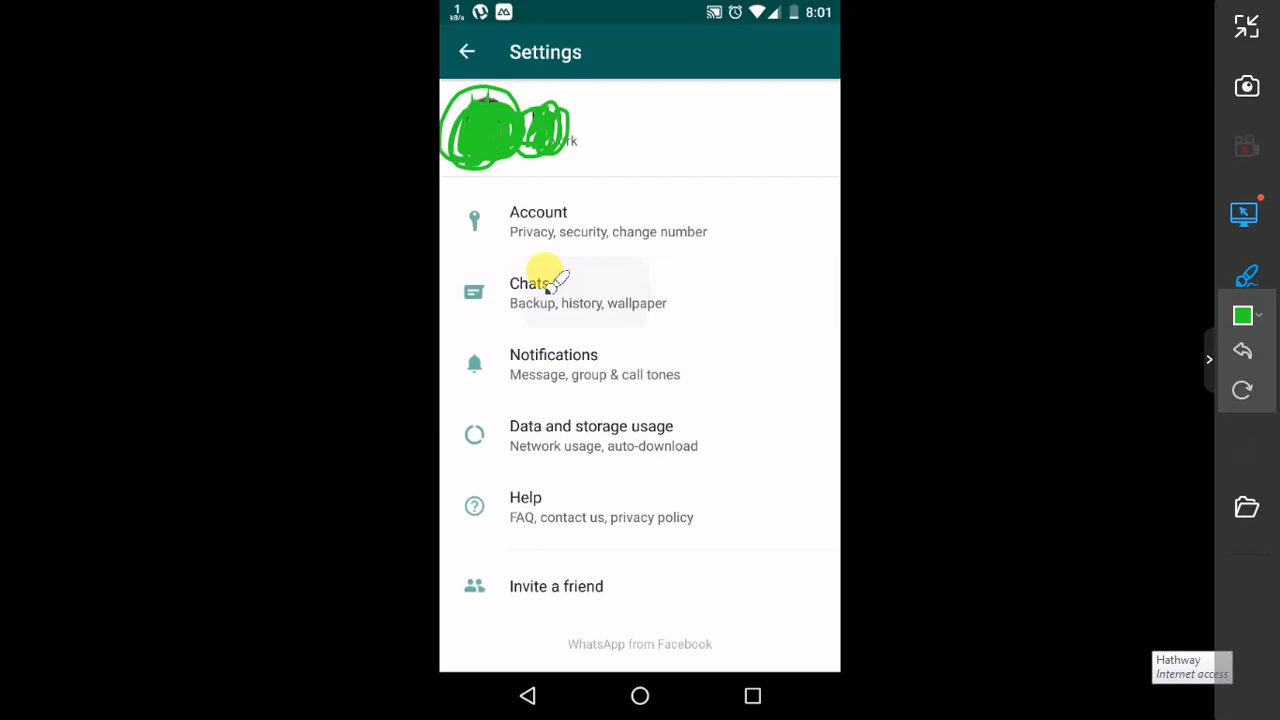 1
kB/s
8:01
Settings
Account
Privacy, security, change number
Chats
Backup, history, wallpaper
Notifications
Message, group & call tones
Data and storage usage
Network usage, auto-download
Help
FAQ, contact us, privacy policy
Invite a friend
WhatsApp from Facebook
Hathway
Internet access